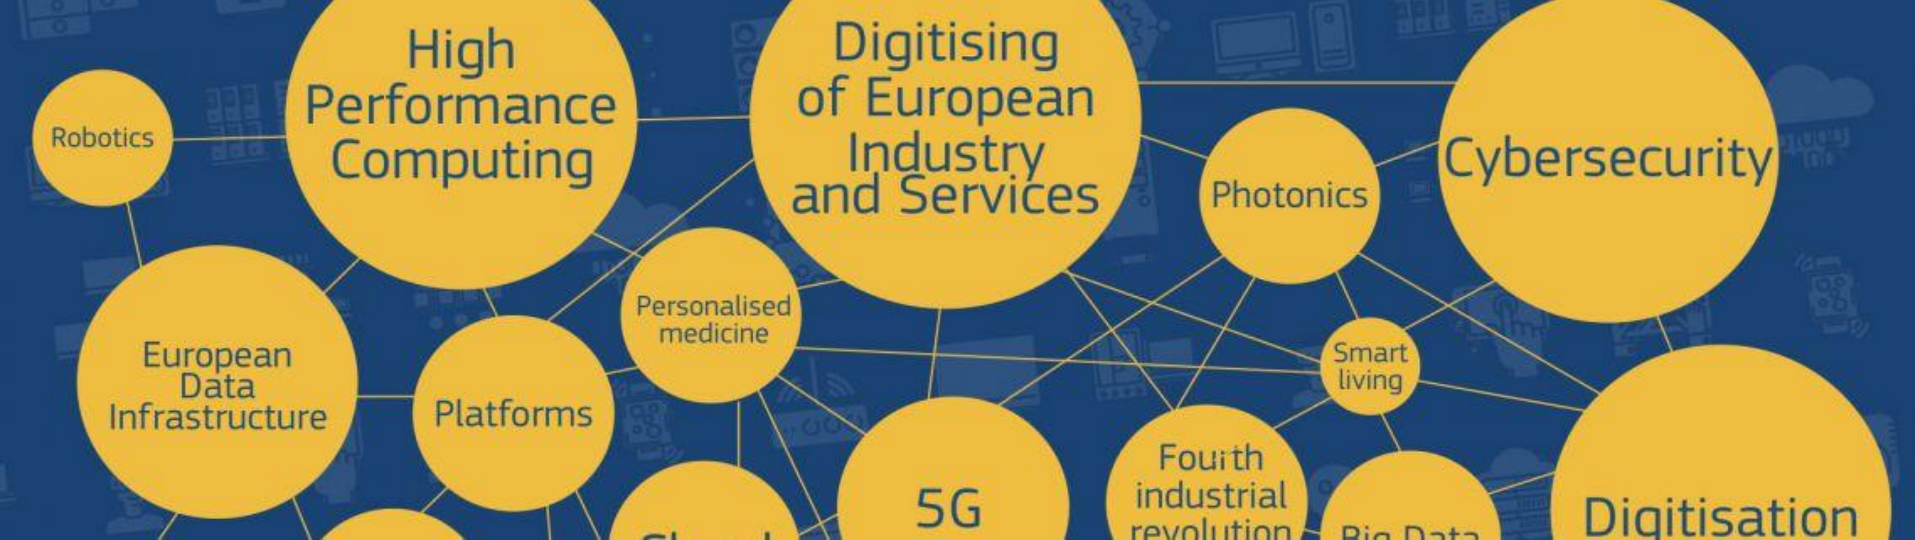 High
Performance
Computing
Digitising
of European
Industry
and Services
Robotics
Cybersecurity
Photonics
Personalised
medicine
European
Data
Infrastructure
Platforms
Smart
living
5G
Fourth
industrial
revolution
Cloud
Big Data
Digitisation